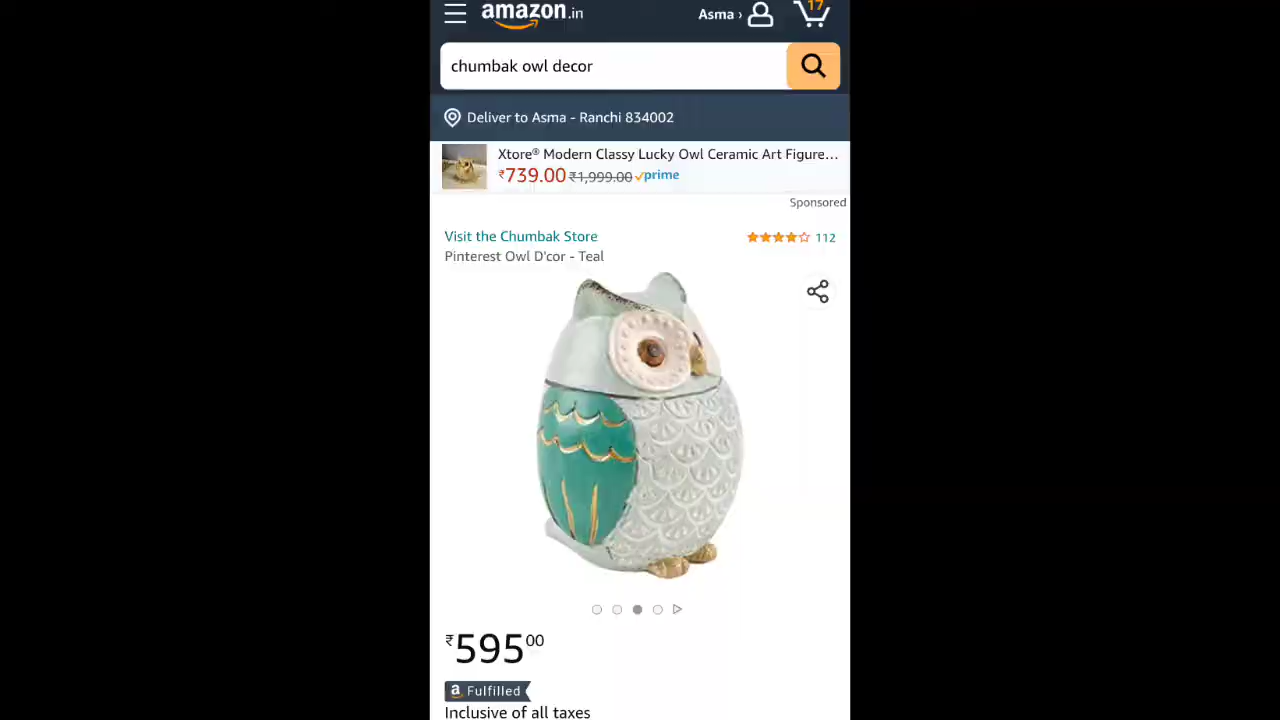 amazon.in
Asma ›
17
chumbak owl decor
Deliver to Asma - Ranchi 834002
Xtore® Modern Classy Lucky Owl Ceramic Art Figure...
₹739.00 ₹1,999.00 prime
Sponsored
Visit the Chumbak Store
112
Pinterest Owl D'cor - Teal
₹59500
a Fulfilled
Inclusive of all taxes